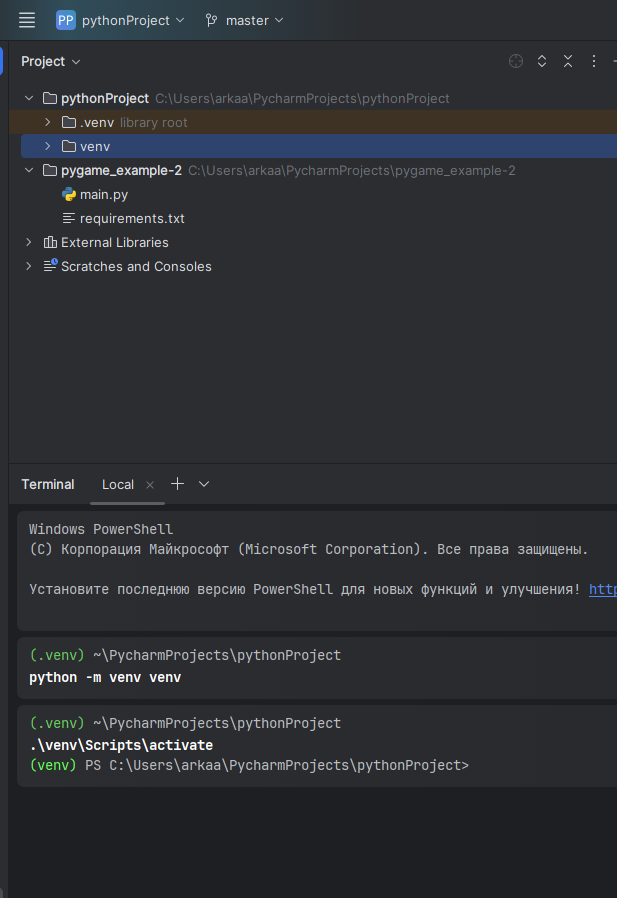 PP pythonProject master
Project
pythonProject C:\Users\arkaa\PycharmProjects\pythonProject
.venv library root
venv
pygame_example-2 C:\Users\arkaa\PycharmProjects\pygame_example-2
main.py
requirements.txt
External Libraries
Scratches and Consoles
Terminal Local
Windows PowerShell
(C) Корпорация Майкрософт (Microsoft Corporation). Все права защищены.
Установите последнюю версию PowerShell для новых функций и улучшения! http
(.venv) ~\PycharmProjects\pythonProject
python -m venv venv
(.venv) ~\PycharmProjects\pythonProject
.\venv\Scripts\activate
(venv) PS C:\Users\arkaa\PycharmProjects\pythonProject>